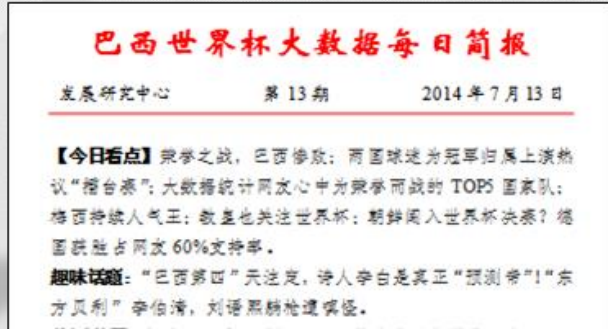 巴西世界杯大数据每日简报
发展研究中心 第 13 期 2014 年 7 月 13 日
【今日看点】荣誉之战，巴西惨败；两国球迷为冠军归属上演热
议“擂台赛”；大数据统计网友心中为荣誉而战的 TOP5 国家队；
梅西持续人气王；教皇也关注世界杯；朝鲜闯入世界杯决赛？德
国获胜占网友 60%支持率。
趣味话题：“巴西第四”天注定，诗人李白是真正“预测帝”！“东
方贝利”李伯清，刘语熙躺枪遭嗔怪。